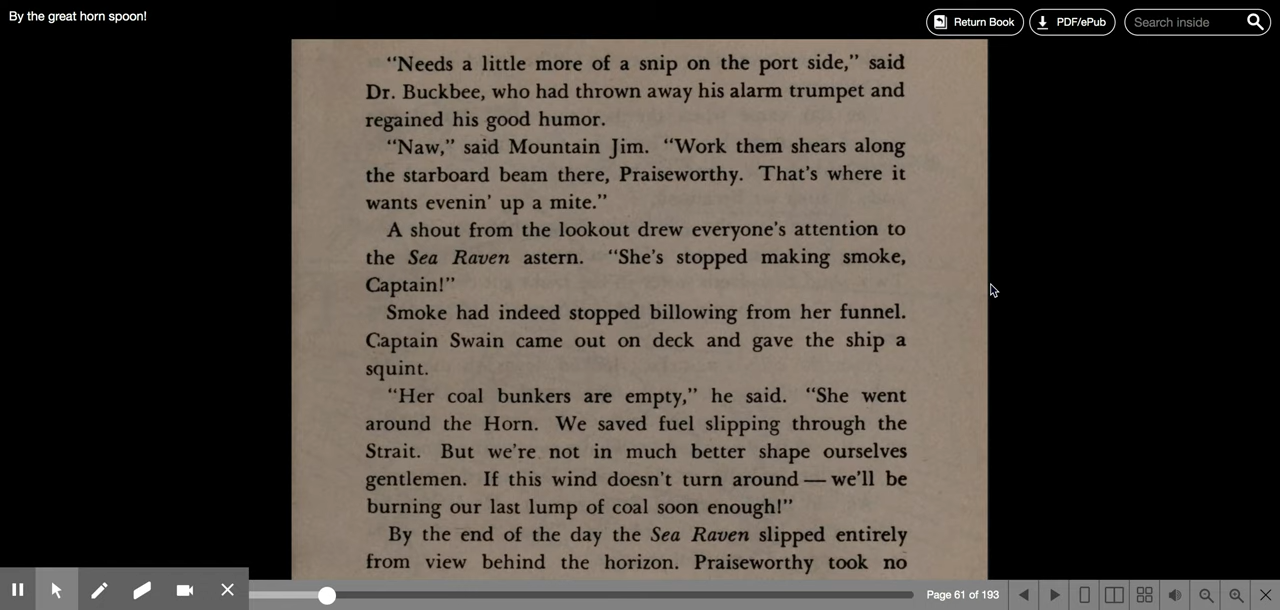 By the great horn spoon!
Return Book
PDF/ePub
Search inside
“Needs a little more of a snip on the port side,” said
Dr. Buckbee, who had thrown away his alarm trumpet and
regained his good humor.
“Naw,” said Mountain Jim. “Work them shears along
the starboard beam there, Praiseworthy. That’s where it
wants evenin’ up a mite.”
A shout from the lookout drew everyone’s attention to
the Sea Raven astern. “She’s stopped making smoke,
Captain!”
Smoke had indeed stopped billowing from her funnel.
Captain Swain came out on deck and gave the ship a
squint.
“Her coal bunkers are empty,” he said. “She went
around the Horn. We saved fuel slipping through the
Strait. But we’re not in much better shape ourselves
gentlemen. If this wind doesn’t turn around — we’ll be
burning our last lump of coal soon enough!”
By the end of the day the Sea Raven slipped entirely
from view behind the horizon. Praiseworthy took no
Page 61 of 193